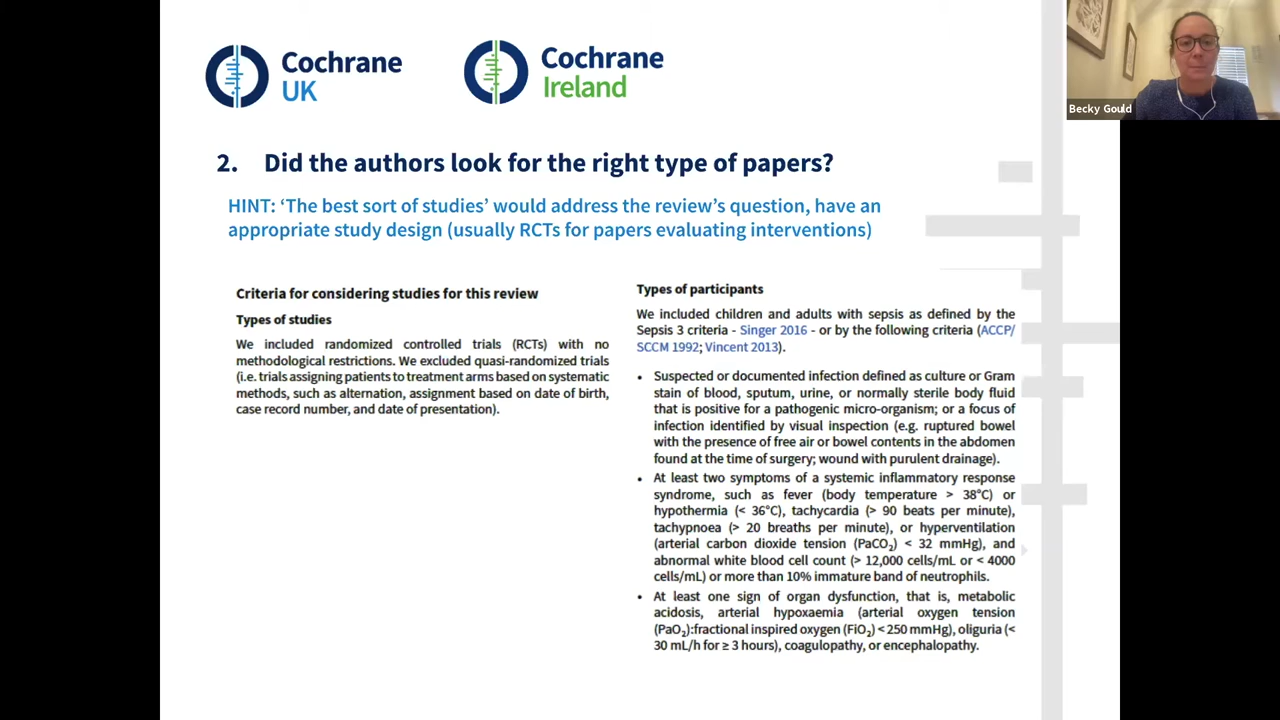 Cochrane
UK
Cochrane
Ireland
Becky Gould
2. Did the authors look for the right type of papers?
HINT: ‘The best sort of studies’ would address the review’s question, have an
appropriate study design (usually RCTs for papers evaluating interventions)
Criteria for considering studies for this review
Types of studies
We included randomized controlled trials (RCTs) with no
methodological restrictions. We excluded quasi-randomized trials
(i.e. trials assigning patients to treatment arms based on systematic
methods, such as alternation, assignment based on date of birth,
case record number, and date of presentation).
Types of participants
We included children and adults with sepsis as defined by the
Sepsis 3 criteria - Singer 2016 - or by the following criteria (ACCP/
SCCM 1992; Vincent 2013).
• Suspected or documented infection defined as culture or Gram
stain of blood, sputum, urine, or normally sterile body fluid
that is positive for a pathogenic micro-organism; or a focus of
infection identified by visual inspection (e.g. ruptured bowel
with the presence of free air or bowel contents in the abdomen
found at the time of surgery; wound with purulent drainage).
• At least two symptoms of a systemic inflammatory response
syndrome, such as fever (body temperature > 38°C) or
hypothermia (< 36°C), tachycardia (> 90 beats per minute),
tachypnoea (> 20 breaths per minute), or hyperventilation
(arterial carbon dioxide tension (PaCO₂) < 32 mmHg), and
abnormal white blood cell count (> 12,000 cells/mL or < 4000
cells/mL) or more than 10% immature band of neutrophils.
• At least one sign of organ dysfunction, that is, metabolic
acidosis, arterial hypoxaemia (arterial oxygen tension
(PaO₂):fractional inspired oxygen (FiO₂) < 250 mmHg), oliguria (<
30 mL/h for ≥ 3 hours), coagulopathy, or encephalopathy.